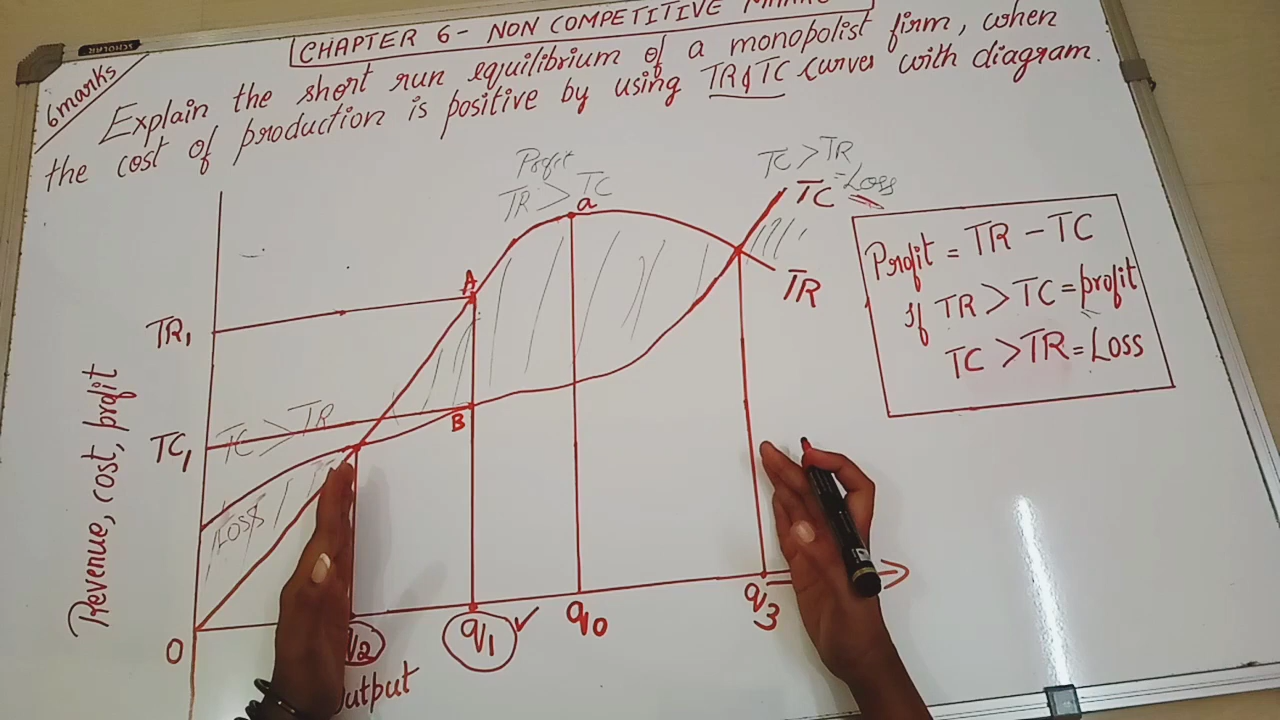 SCHOLAR
CHAPTER 6- NON COMPETITIVE
6marks
Explain the short run equilibrium of a monopolist firm, when
the cost of production is positive by using TR & TC curves with diagram.
Profit
TR > TC
TC > TR
=Loss
TC
a
A
TR
TR1
TC > TR
TC1
B
Loss
Revenue, cost, profit
O
q2
q1 ✓
q0
q3
utput
Profit = TR - TC
if TR > TC = profit
TC > TR = Loss